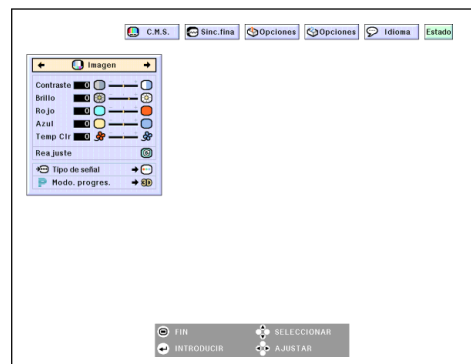 C.M.S. Sinc.fina Opciones Opciones Idioma Estado
Imagen
Contraste 0
Brillo 0
Rojo 0
Azul 0
Temp Clr 0
Reajuste
Tipo de señal
Modo. progres. 3D
FIN SELECCIONAR
INTRODUCIR AJUSTAR